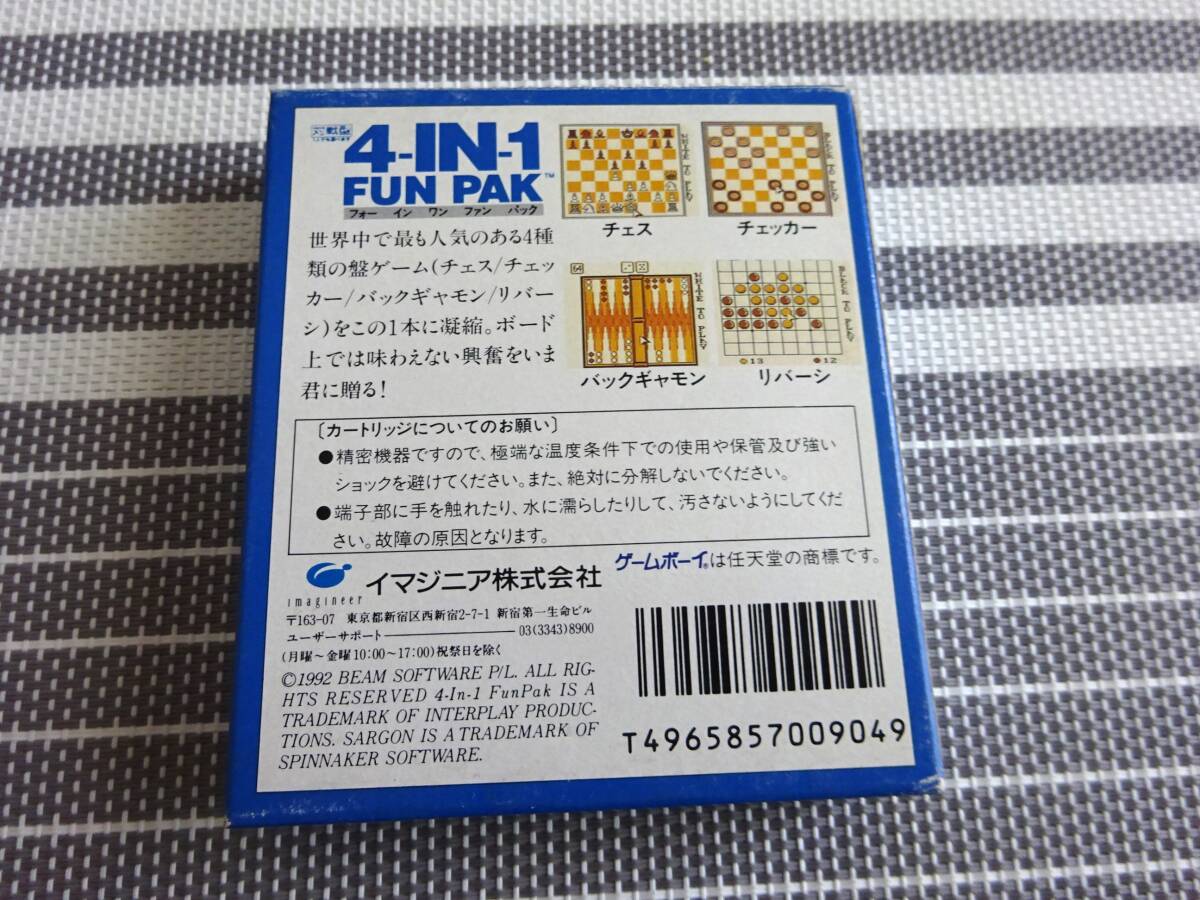 4-IN-1
FUN PAK™
フォー イン ワン ファン パック
世界中で最も人気のある4種
類の盤ゲーム(チェス/チェッ
カー/バックギャモン/リバー
シ)をこの1本に凝縮。ボード
上では味わえない興奮をいま
君に贈る!
WHITE TO PLAY
チェス
WHITE TO PLAY
チェッカー
64
WHITE TO PLAY
バックギャモン
BLACK TO PLAY
13 12
リバーシ
〔カートリッジについてのお願い〕
●精密機器ですので、極端な温度条件下での使用や保管及び強い
ショックを避けてください。また、絶対に分解しないでください。
●端子部に手を触れたり、水に濡らしたりして、汚さないようにしてくだ
さい。故障の原因となります。
ゲームボーイ®は任天堂の商標です。
imagineer
イマジニア株式会社
〒163-07 東京都新宿区西新宿2-7-1 新宿第一生命ビル
ユーザーサポート――03(3343)8900
(月曜〜金曜10:00〜17:00)祝祭日を除く
©1992 BEAM SOFTWARE P/L. ALL RIG-
HTS RESERVED 4-In-1 FunPak IS A
TRADEMARK OF INTERPLAY PRODUC-
TIONS. SARGON IS A TRADEMARK OF
SPINNAKER SOFTWARE.
T4965857009049